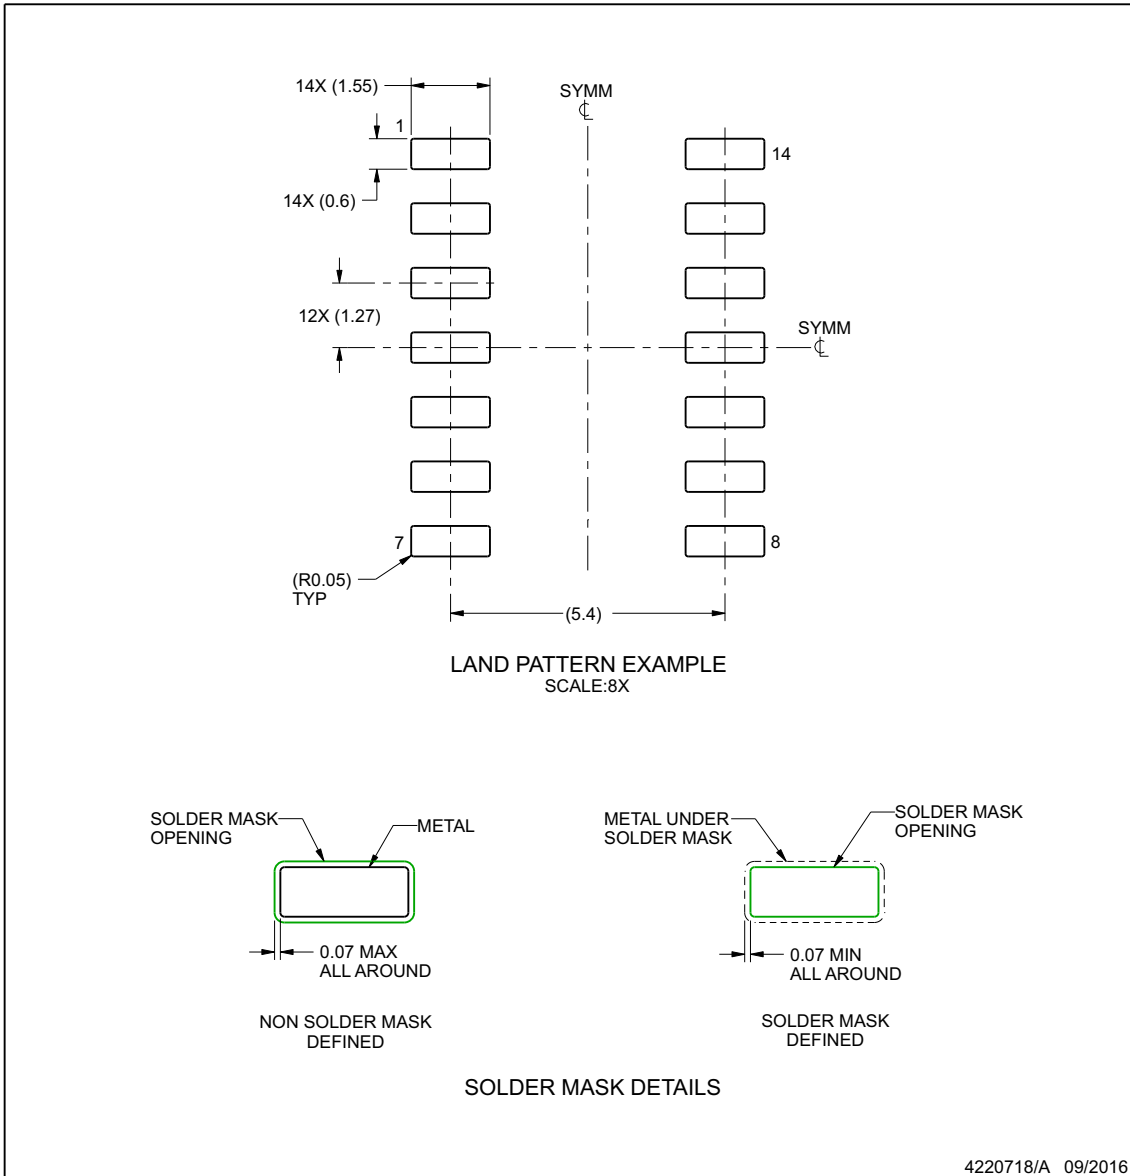 14X (1.55)
SYMM
℄
1
14
14X (0.6)
12X (1.27)
SYMM
℄
7
8
(R0.05)
TYP
(5.4)
LAND PATTERN EXAMPLE
SCALE:8X
SOLDER MASK
OPENING
METAL
METAL UNDER
SOLDER MASK
SOLDER MASK
OPENING
0.07 MAX
ALL AROUND
0.07 MIN
ALL AROUND
NON SOLDER MASK
DEFINED
SOLDER MASK
DEFINED
SOLDER MASK DETAILS
4220718/A 09/2016